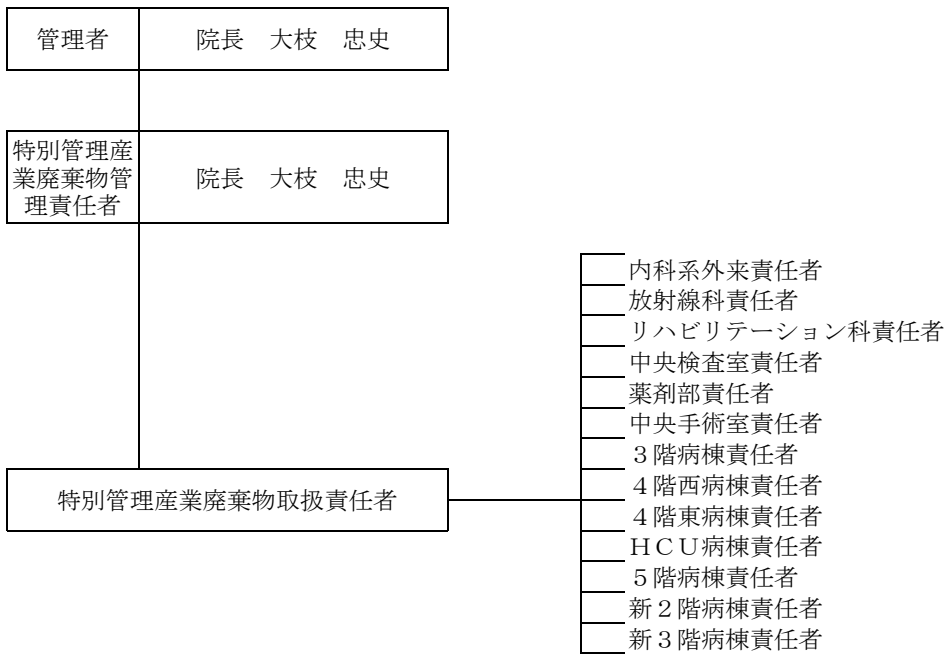 管理者
院長　大枝　忠史
特別管理産
業廃棄物管
理責任者
院長　大枝　忠史
内科系外来責任者
放射線科責任者
リハビリテーション科責任者
中央検査室責任者
薬剤部責任者
中央手術室責任者
３階病棟責任者
４階西病棟責任者
特別管理産業廃棄物取扱責任者
４階東病棟責任者
ＨＣＵ病棟責任者
５階病棟責任者
新２階病棟責任者
新３階病棟責任者